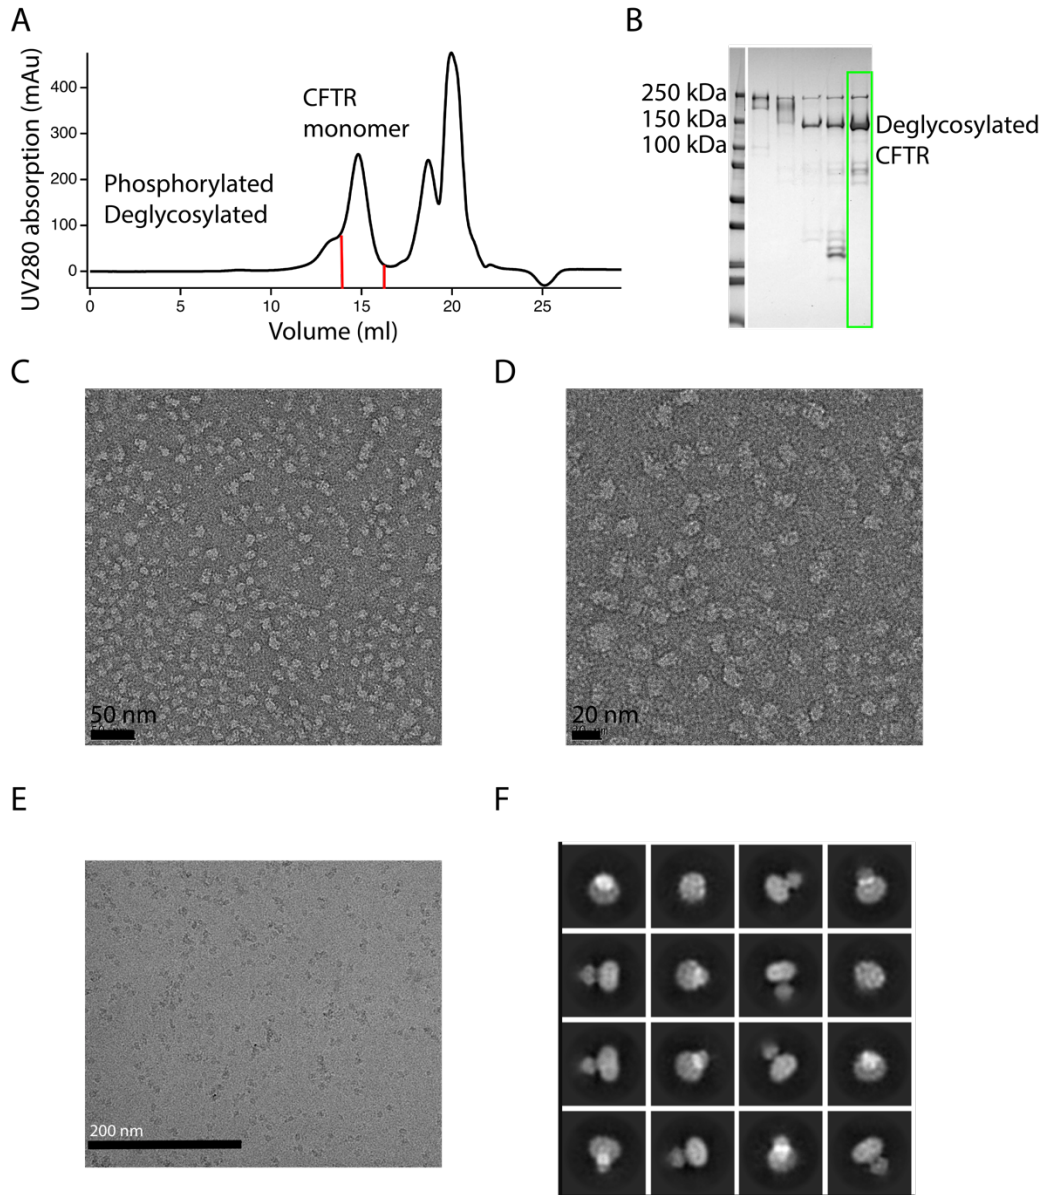 A
UV280 absorption (mAu)
400
300
200
100
0
CFTR
monomer
Phosphorylated
Deglycosylated
0 5 10 15 20 25
Volume (ml)
B
250 kDa
150 kDa
100 kDa
Deglycosylated
CFTR
C
50 nm
D
20 nm
E
200 nm
F